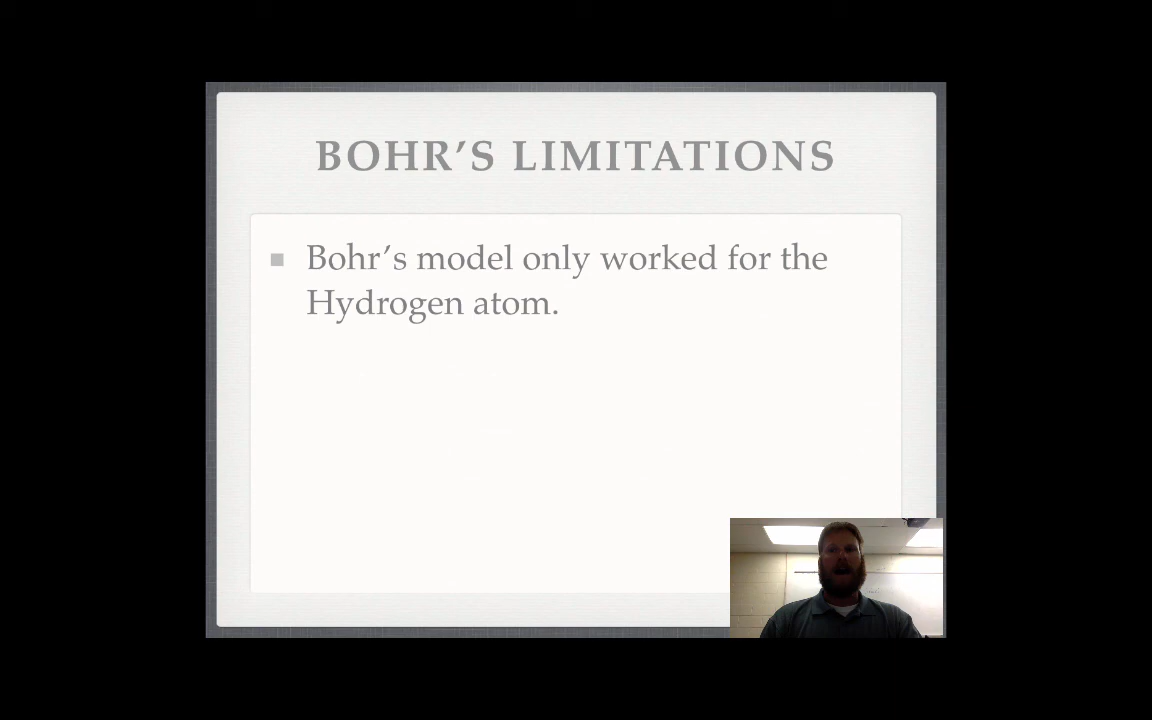 BOHR’S LIMITATIONS
Bohr’s model only worked for the
Hydrogen atom.